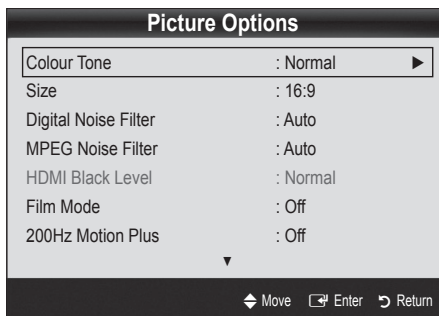 Picture Options
Colour Tone : Normal ▶
Size : 16:9
Digital Noise Filter : Auto
MPEG Noise Filter : Auto
HDMI Black Level : Normal
Film Mode : Off
200Hz Motion Plus : Off
▼
Move Enter Return